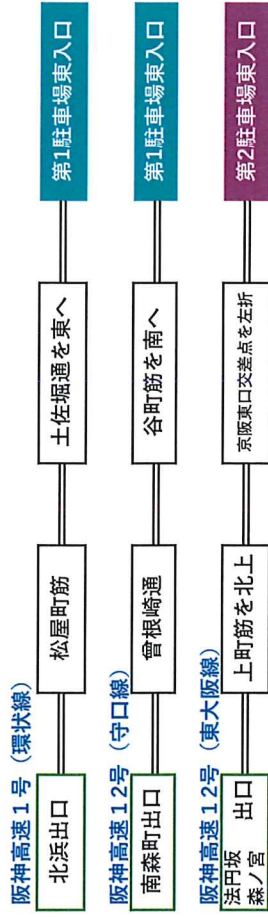 阪神高速1号（環状線）
北浜出口
松屋町筋
土佐堀通を東へ
第1駐車場東入口
阪神高速12号（守口線）
南森町出口
曾根崎通
谷町筋を南へ
第1駐車場東入口
阪神高速12号（東大阪線）
法円坂
森ノ宮
出口
上町筋を北上
京阪東口交差点を左折
第2駐車場東入口